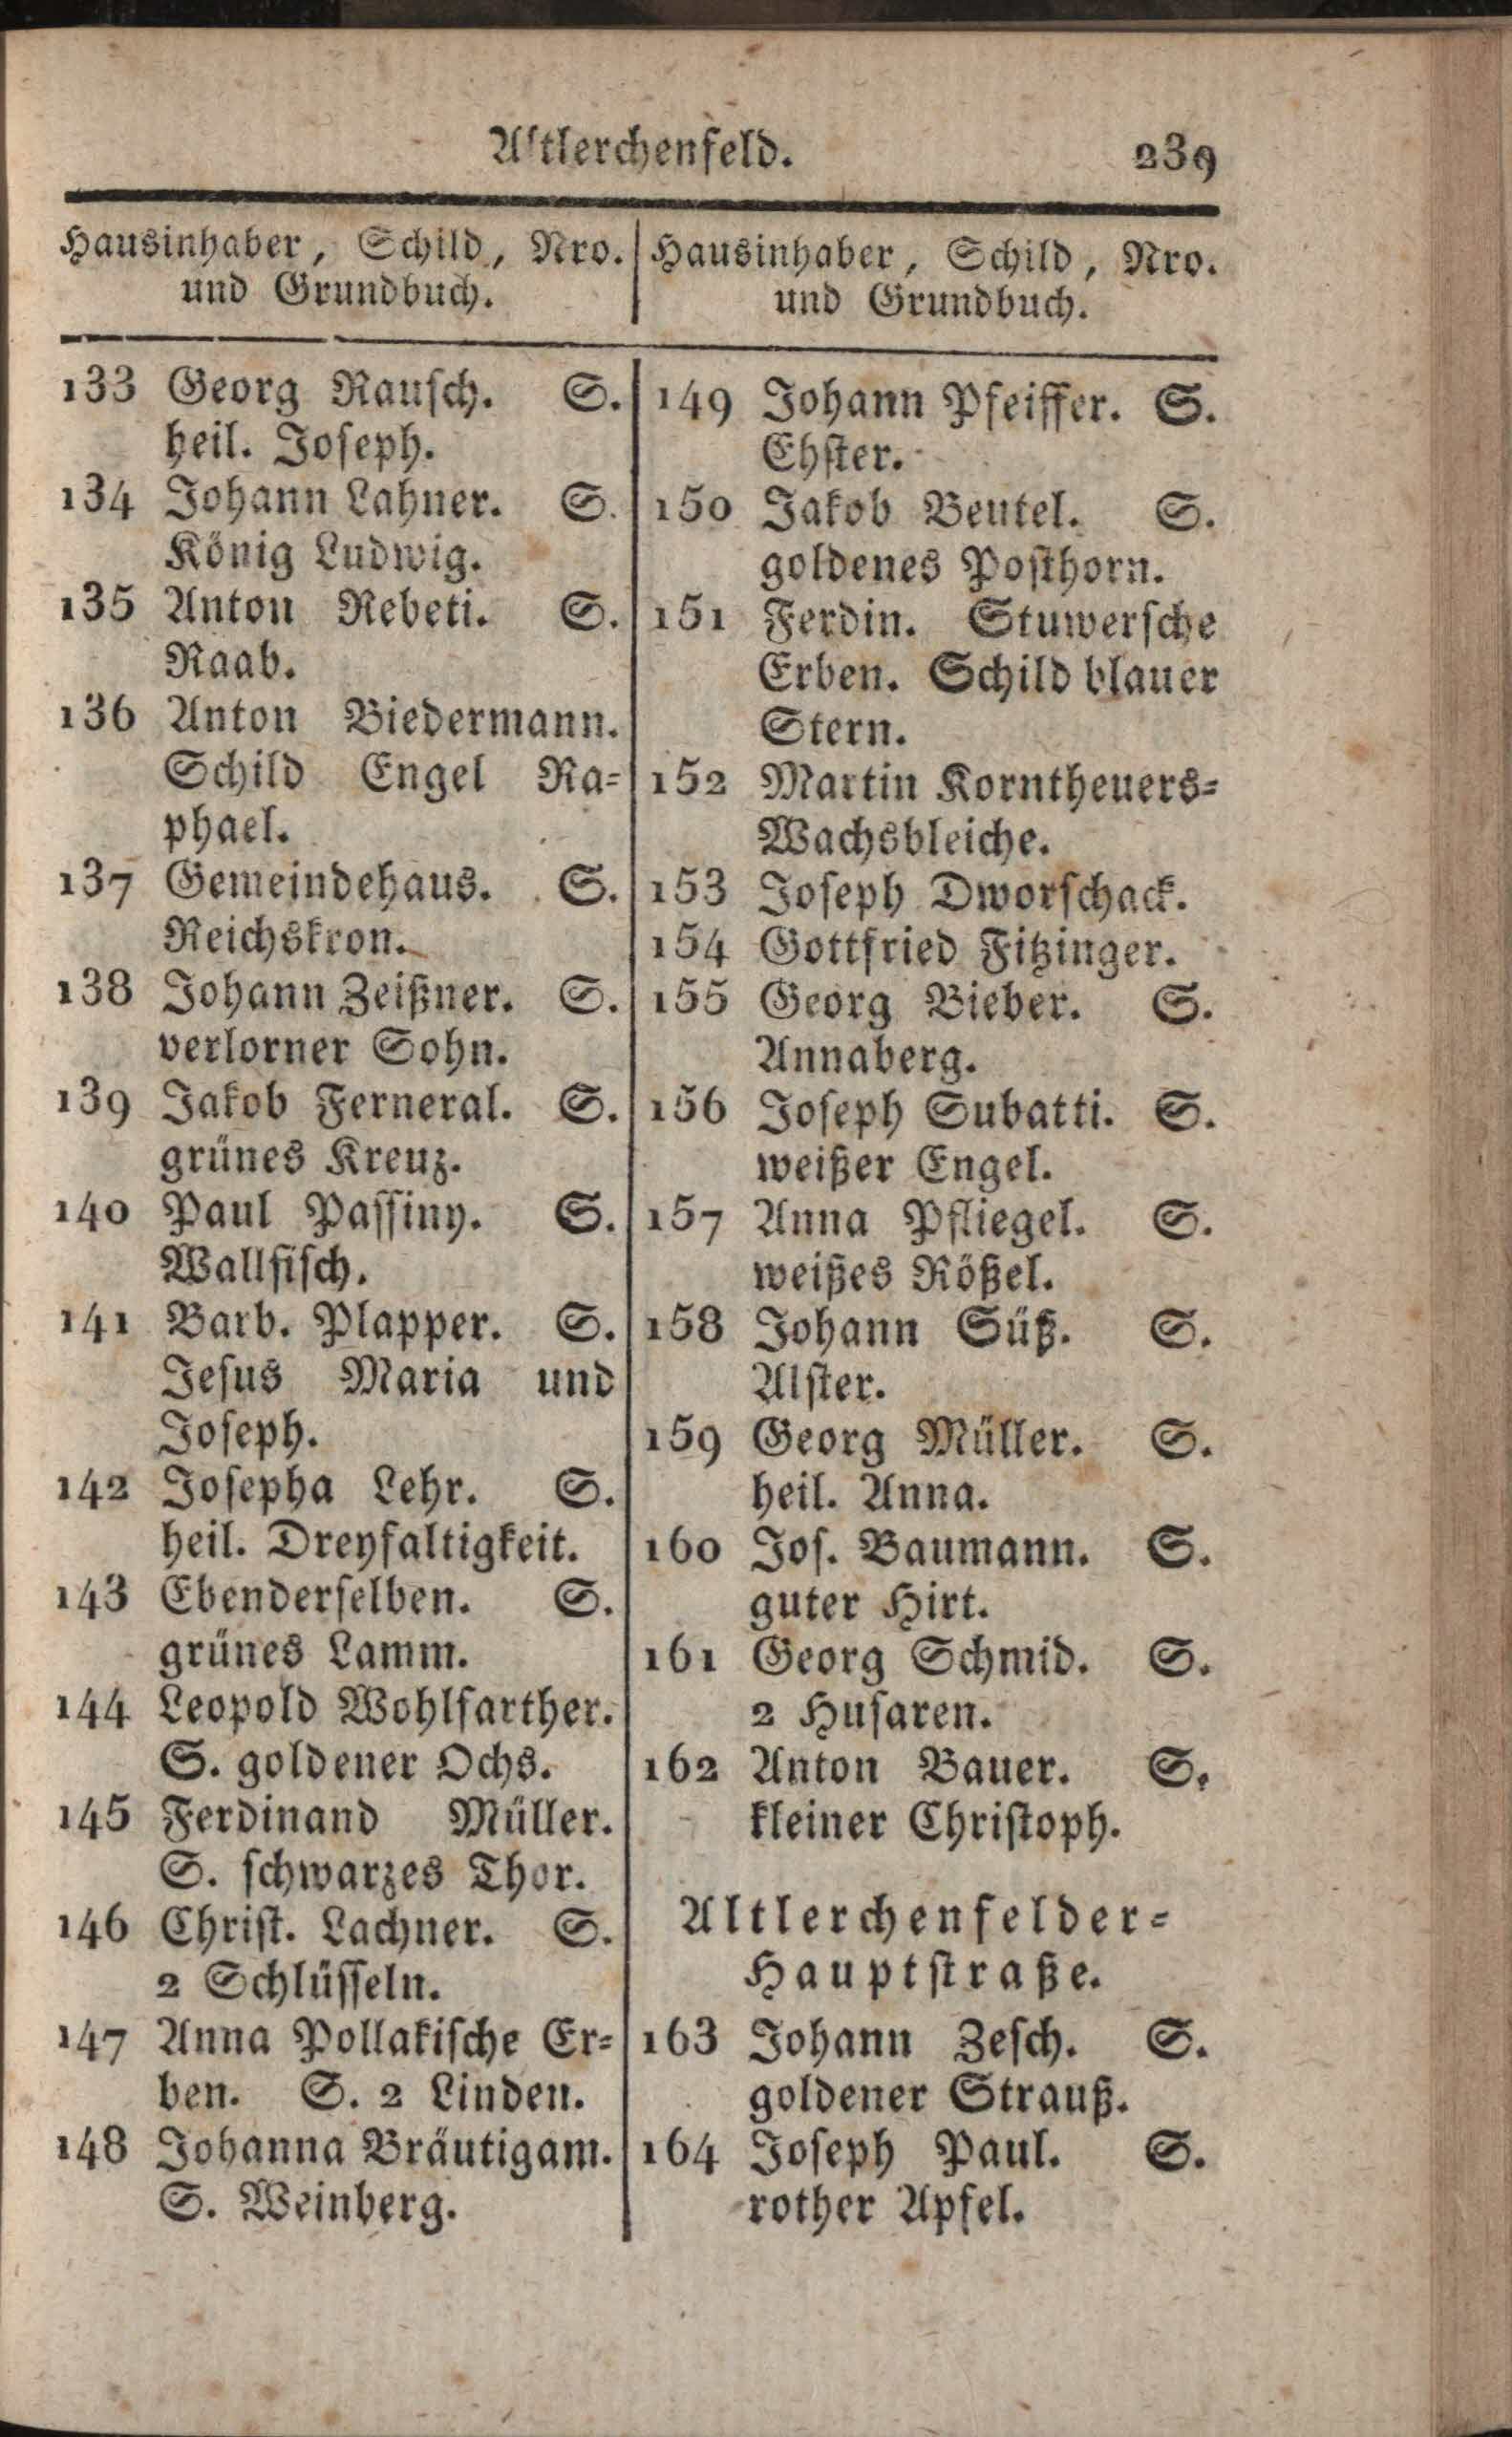 Altlerchenfeld. 239
Hausinhaber, Schild, Nro.
und Grundbuch.
133 Georg Rausch. S.
heil. Joseph.
134 Johann Lahner. S.
König Ludwig.
135 Anton Rebeti. S.
Raab.
136 Anton Biedermann.
Schild Engel Ra-
phael.
137 Gemeindehaus. S.
Reichskron.
138 Johann Zeißner. S.
verlorner Sohn.
139 Jakob Ferneral. S.
grünes Kreuz.
140 Paul Passiny. S.
Wallfisch.
141 Barb. Plapper. S.
Jesus Maria und
Joseph.
142 Josepha Lehr. S.
heil. Dreyfaltigkeit.
143 Ebenderselben. S.
grünes Lamm.
144 Leopold Wohlfarther.
S. goldener Ochs.
145 Ferdinand Müller.
S. schwarzes Thor.
146 Christ. Lachner. S.
2 Schlüsseln.
147 Anna Pollakische Er-
ben. S. 2 Linden.
148 Johanna Bräutigam.
S. Weinberg.
Hausinhaber, Schild, Nro.
und Grundbuch.
149 Johann Pfeiffer. S.
Ehster.
150 Jakob Beutel. S.
goldenes Posthorn.
151 Ferdin. Stuwersche
Erben. Schild blauer
Stern.
152 Martin Korntheuers-
Wachsbleiche.
153 Joseph Dworschack.
154 Gottfried Fitzinger.
155 Georg Bieber. S.
Annaberg.
156 Joseph Subatti. S.
weißer Engel.
157 Anna Pfliegel. S.
weißes Rößel.
158 Johann Süß. S.
Alster.
159 Georg Müller. S.
heil. Anna.
160 Jos. Baumann. S.
guter Hirt.
161 Georg Schmid. S.
2 Husaren.
162 Anton Bauer. S.
kleiner Christoph.
Altlerchenfelder-
Hauptstraße.
163 Johann Zesch. S.
goldener Strauß.
164 Joseph Paul. S.
rother Apfel.